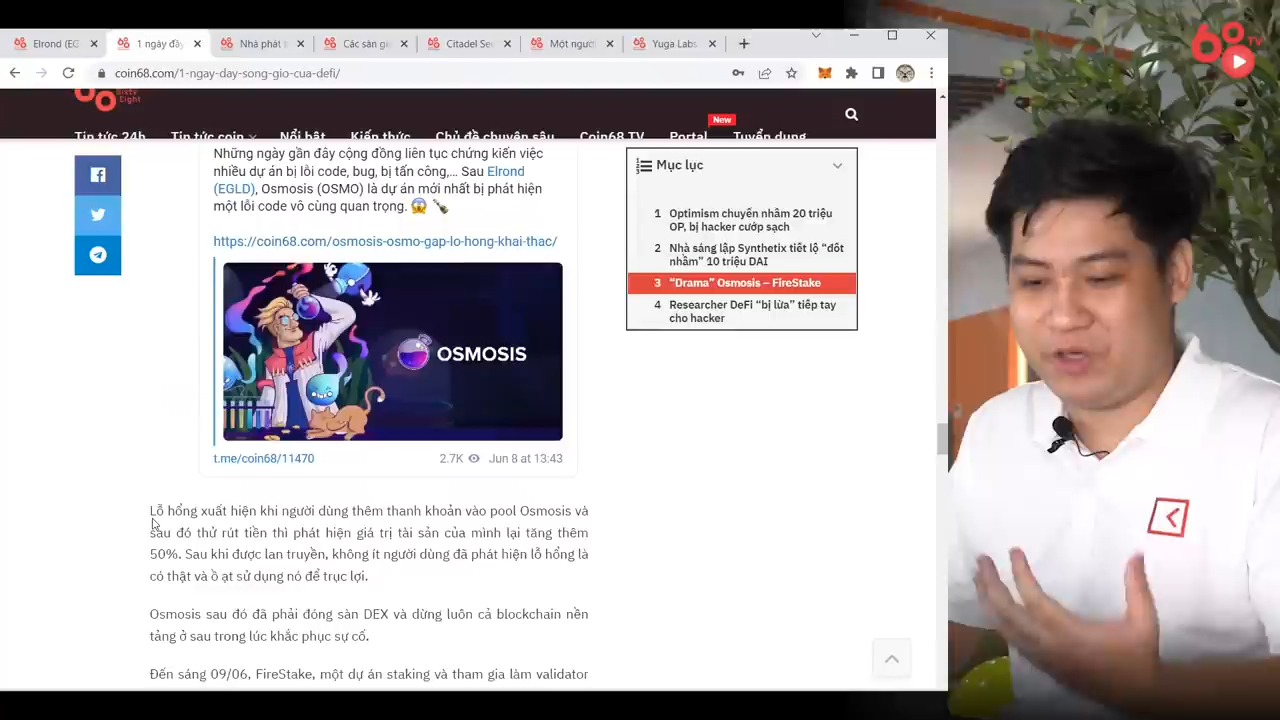 Elrond (EG
1 ngày đầy
Nhà phát t
Các sàn gi
Citadel Sec
Một người
Yuga Labs
68 TV
coin68.com/1-ngay-day-song-gio-cua-defi/
Sixty
Eight
New
Tin tức 24h Tin tức coin Nổi bật Kiến thức Chủ đề chuyên sâu Coin68 TV Portal Tuyển dụng
Những ngày gần đây cộng đồng liên tục chứng kiến việc
nhiều dự án bị lỗi code, bug, bị tấn công,... Sau Elrond
(EGLD), Osmosis (OSMO) là dự án mới nhất bị phát hiện
một lỗi code vô cùng quan trọng. 😱 🍾
https://coin68.com/osmosis-osmo-gap-lo-hong-khai-thac/
OSMOSIS
t.me/coin68/11470 2.7K Jun 8 at 13:43
Mục lục
1 Optimism chuyển nhầm 20 triệu
OP, bị hacker cướp sạch
2 Nhà sáng lập Synthetix tiết lộ “đốt
nhầm” 10 triệu DAI
3 “Drama” Osmosis – FireStake
4 Researcher DeFi “bị lừa” tiếp tay
cho hacker
Lỗ hổng xuất hiện khi người dùng thêm thanh khoản vào pool Osmosis và
sau đó thử rút tiền thì phát hiện giá trị tài sản của mình lại tăng thêm
50%. Sau khi được lan truyền, không ít người dùng đã phát hiện lỗ hổng là
có thật và ồ ạt sử dụng nó để trục lợi.
Osmosis sau đó đã phải đóng sàn DEX và dừng luôn cả blockchain nền
tảng ở sau trong lúc khắc phục sự cố.
Đến sáng 09/06, FireStake, một dự án staking và tham gia làm validator